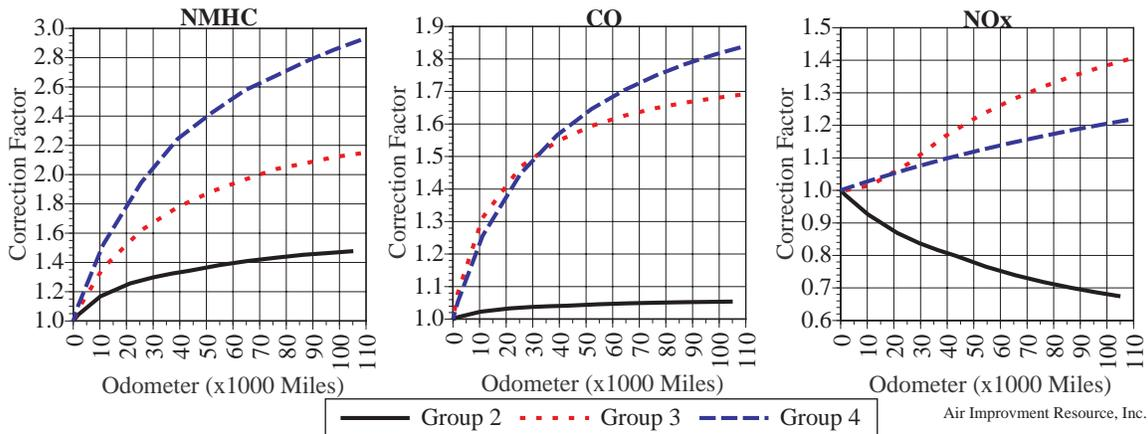 NMHC
3.0
2.8
2.6
2.4
2.2
2.0
1.8
1.6
1.4
1.2
1.0
Correction Factor
0 10 20 30 40 50 60 70 80 90 100 110
Odometer (x1000 Miles)
CO
1.9
1.8
1.7
1.6
1.5
1.4
1.3
1.2
1.1
1.0
Correction Factor
0 10 20 30 40 50 60 70 80 90 100 110
Odometer (x1000 Miles)
NOx
1.5
1.4
1.3
1.2
1.1
1.0
0.9
0.8
0.7
0.6
Correction Factor
0 10 20 30 40 50 60 70 80 90 100 110
Odometer (x1000 Miles)
Group 2 Group 3 Group 4
Air Improvment Resource, Inc.